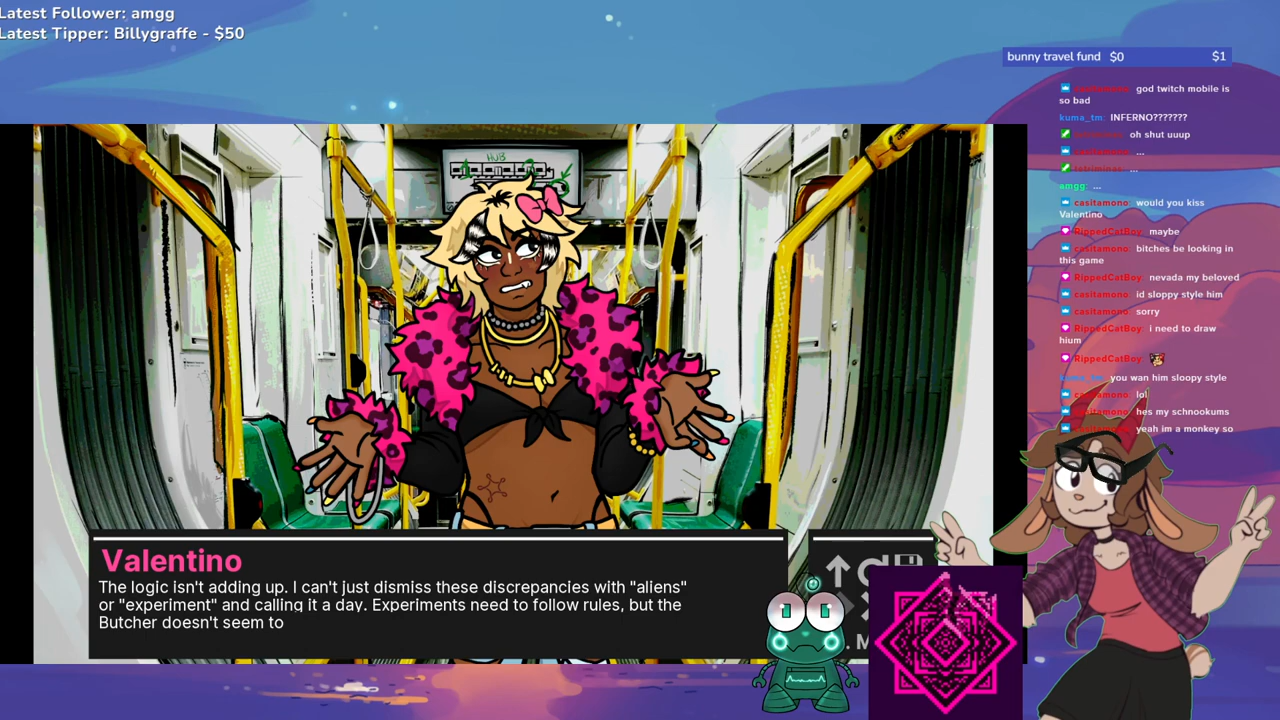 Latest Follower: amgg
Latest Tipper: Billygraffe - $50
bunny travel fund $0 $1
casitamono: god twitch mobile is
so bad
kuma_tm: INFERNO???????
oh shut uuup
casitamono: ...
...
amgg: ...
casitamono: would you kiss
Valentino
RippedCatBoy: maybe
casitamono: bitches be looking in
this game
RippedCatBoy: nevada my beloved
casitamono: id sloppy style him
casitamono: sorry
RippedCatBoy: i need to draw
hium
RippedCatBoy:
kuma_tm: you wan him sloopy style
casitamono: lol
casitamono: hes my schnookums
casitamono: yeah im a monkey so
HUB
Valentino
The logic isn't adding up. I can't just dismiss these discrepancies with "aliens"
or "experiment" and calling it a day. Experiments need to follow rules, but the
Butcher doesn't seem to